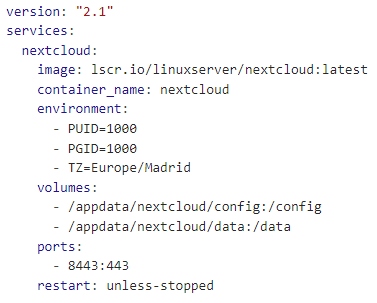 version: "2.1"
services:
  nextcloud:
    image: lscr.io/linuxserver/nextcloud:latest
    container_name: nextcloud
    environment:
      - PUID=1000
      - PGID=1000
      - TZ=Europe/Madrid
    volumes:
      - /appdata/nextcloud/config:/config
      - /appdata/nextcloud/data:/data
    ports:
      - 8443:443
    restart: unless-stopped